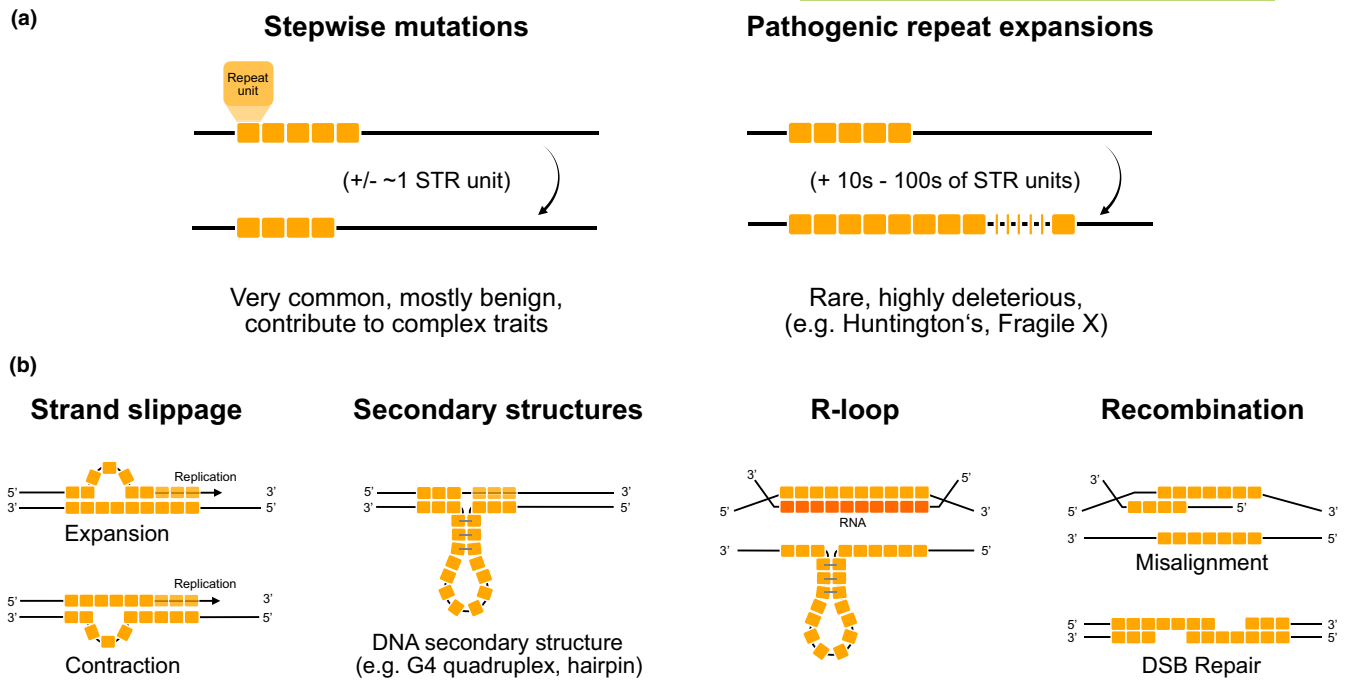 (a)
Stepwise mutations
Pathogenic repeat expansions
Repeat
unit
(+/- ~1 STR unit)
(+ 10s - 100s of STR units)
Very common, mostly benign,
contribute to complex traits
Rare, highly deleterious,
(e.g. Huntington‘s, Fragile X)
(b)
Strand slippage
Secondary structures
R-loop
Recombination
Replication
5’
3’
3’
5’
Expansion
Replication
5’
3’
3’
5’
Contraction
5’
3’
3’
5’
DNA secondary structure
(e.g. G4 quadruplex, hairpin)
3’
5’
RNA
5’
3’
3’
5’
3’
5’
5’
3’
3’
5’
Misalignment
5’
3’
3’
5’
DSB Repair